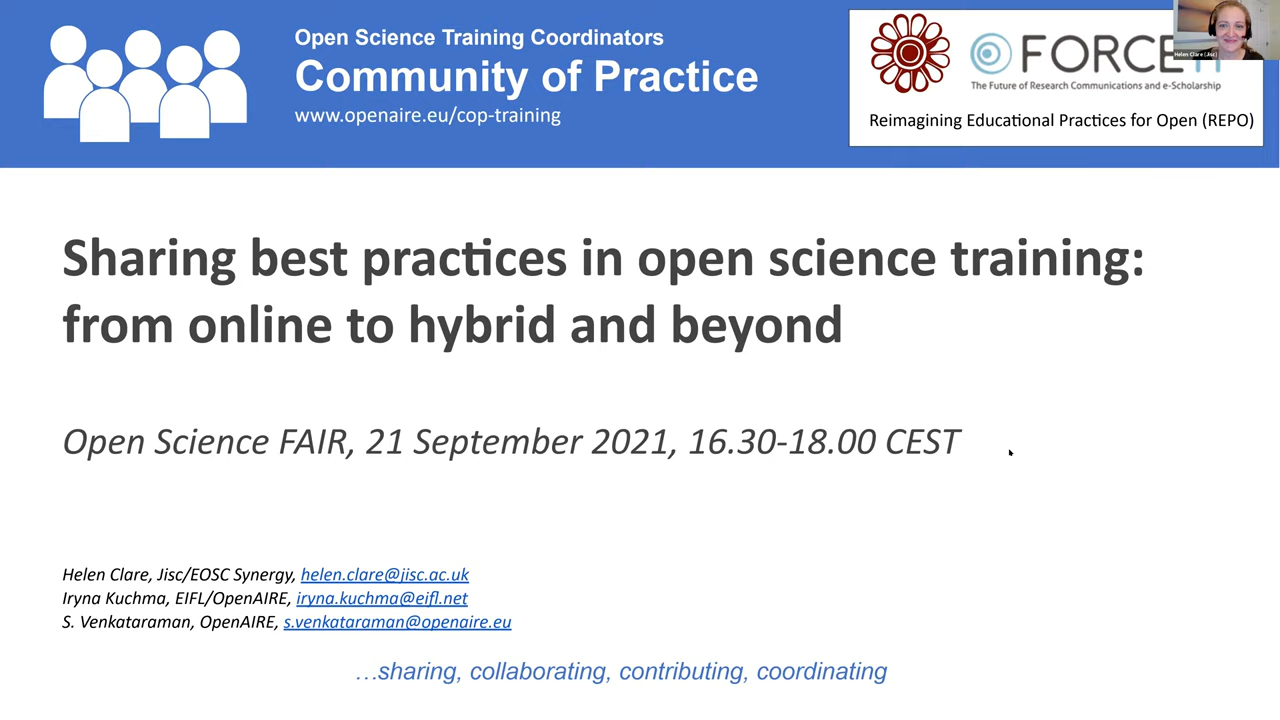 Open Science Training Coordinators
Community of Practice
www.openaire.eu/cop-training
FORCE11
The Future of Research Communications and e-Scholarship
Reimagining Educational Practices for Open (REPO)
Helen Clare (Jisc)
Sharing best practices in open science training:
from online to hybrid and beyond
Open Science FAIR, 21 September 2021, 16.30-18.00 CEST
Helen Clare, Jisc/EOSC Synergy, helen.clare@jisc.ac.uk
Iryna Kuchma, EIFL/OpenAIRE, iryna.kuchma@eifl.net
S. Venkataraman, OpenAIRE, s.venkataraman@openaire.eu
…sharing, collaborating, contributing, coordinating